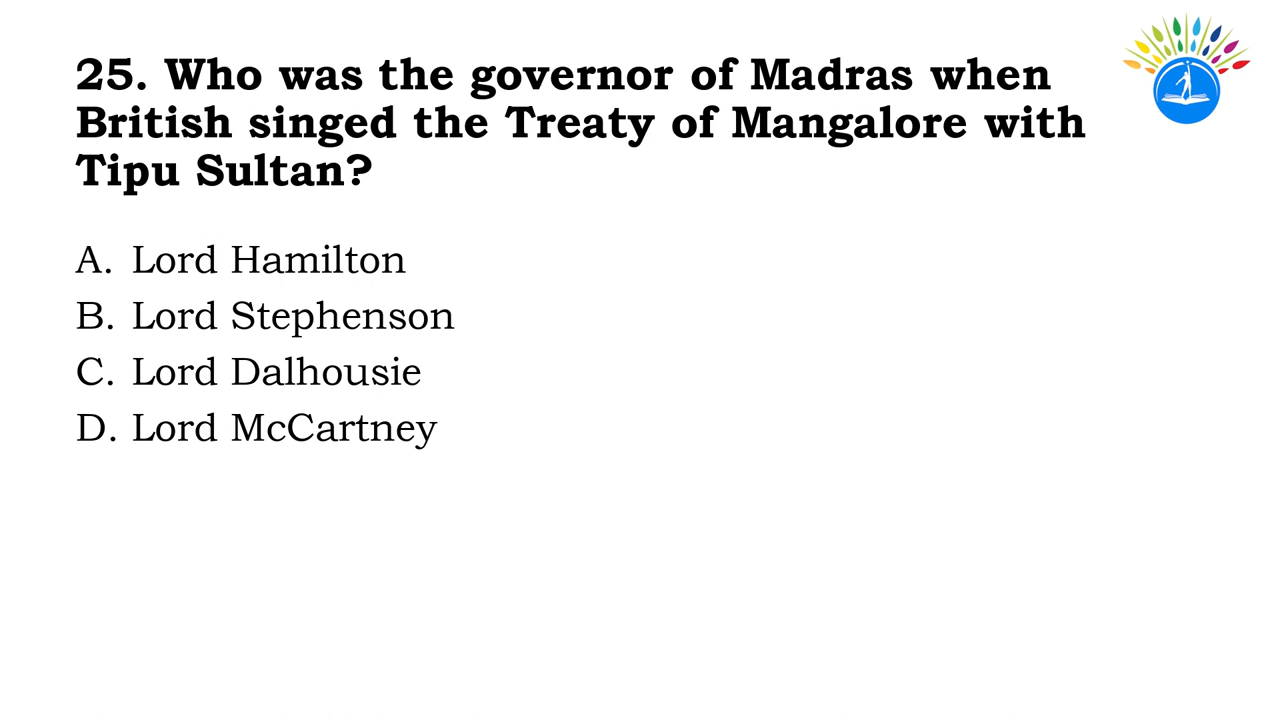 25. Who was the governor of Madras when
British singed the Treaty of Mangalore with
Tipu Sultan?
A. Lord Hamilton
B. Lord Stephenson
C. Lord Dalhousie
D. Lord McCartney